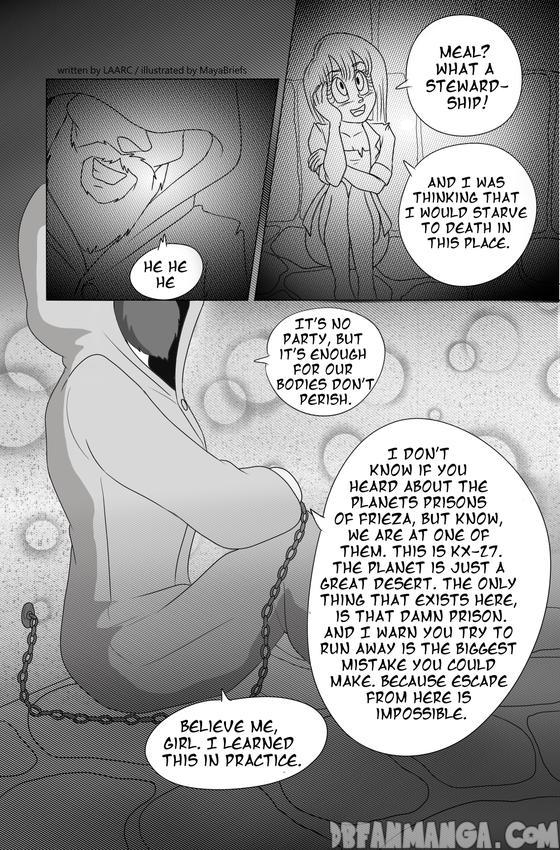 written by LAARC / illustrated by MayaBriefs
MEAL?
WHAT A
STEWARD-
SHIP!
AND I WAS
THINKING THAT
I WOULD STARVE
TO DEATH IN
THIS PLACE.
HE HE
HE
IT'S NO
PARTY, BUT
IT'S ENOUGH
FOR OUR
BODIES DON'T
PERISH.
I DON'T
KNOW IF YOU
HEARD ABOUT THE
PLANETS PRISONS
OF FRIEZA, BUT KNOW,
WE ARE AT ONE OF
THEM. THIS IS KX-27.
THE PLANET IS JUST A
GREAT DESERT. THE ONLY
THING THAT EXISTS HERE,
IS THAT DAMN PRISON.
AND I WARN YOU TRY TO
RUN AWAY IS THE BIGGEST
MISTAKE YOU COULD
MAKE. BECAUSE ESCAPE
FROM HERE IS
IMPOSSIBLE.
BELIEVE ME,
GIRL. I LEARNED
THIS IN PRACTICE.
DBFANMANGA.COM